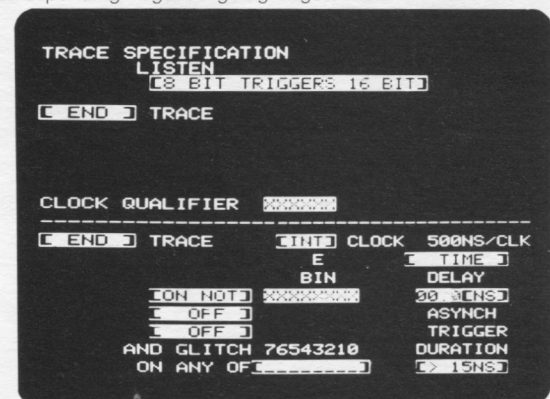 TRACE SPECIFICATION
LISTEN
[8 BIT TRIGGERS 16 BIT]
[ END ] TRACE
CLOCK QUALIFIER XXXXXX
[ END ] TRACE [INT] CLOCK 500NS/CLK
E [ TIME ]
BIN DELAY
[ON NOT] XXXXXXXX 00.0[NS]
[ OFF ] ASYNCH
[ OFF ] TRIGGER
AND GLITCH 76543210 DURATION
ON ANY OF[________] [> 15NS]